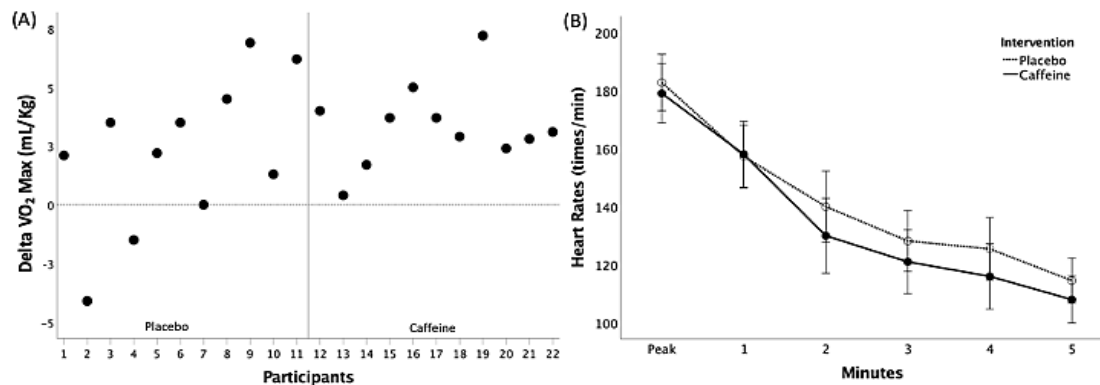 (A)
Delta VO2 Max (mL/Kg)
8
5
3
0
-3
-5
Placebo
Caffeine
1 2 3 4 5 6 7 8 9 10 11 12 13 14 15 16 17 18 19 20 21 22
Participants
(B)
Heart Rates (times/min)
200
180
160
140
120
100
Intervention
Placebo
Caffeine
Peak 1 2 3 4 5
Minutes